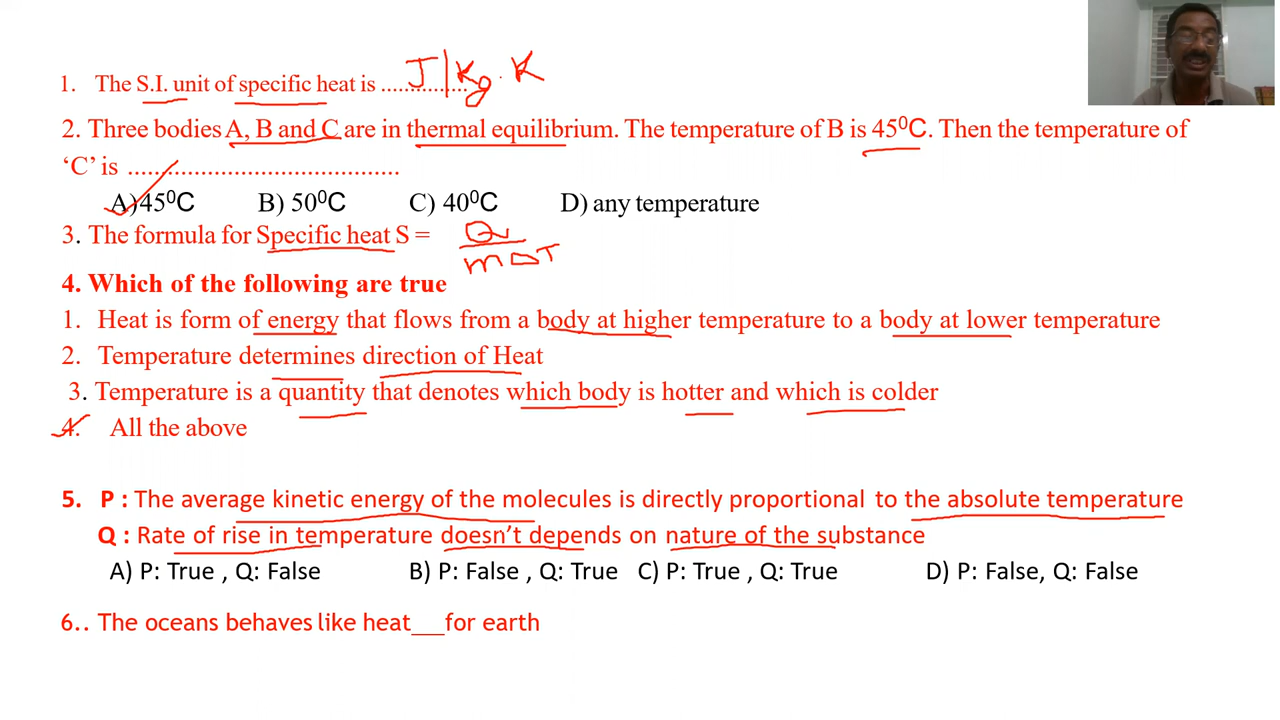 1. The S.I. unit of specific heat is ............... J/Kg.K
2. Three bodies A, B and C are in thermal equilibrium. The temperature of B is 45⁰C. Then the temperature of
‘C’ is ........................................
A)45⁰C B) 50⁰C C) 40⁰C D) any temperature
3. The formula for Specific heat S = Q/m∆T
4. Which of the following are true
1. Heat is form of energy that flows from a body at higher temperature to a body at lower temperature
2. Temperature determines direction of Heat
3. Temperature is a quantity that denotes which body is hotter and which is colder
4. All the above
5. P : The average kinetic energy of the molecules is directly proportional to the absolute temperature
Q : Rate of rise in temperature doesn’t depends on nature of the substance
A) P: True , Q: False B) P: False , Q: True C) P: True , Q: True D) P: False, Q: False
6.. The oceans behaves like heat___for earth